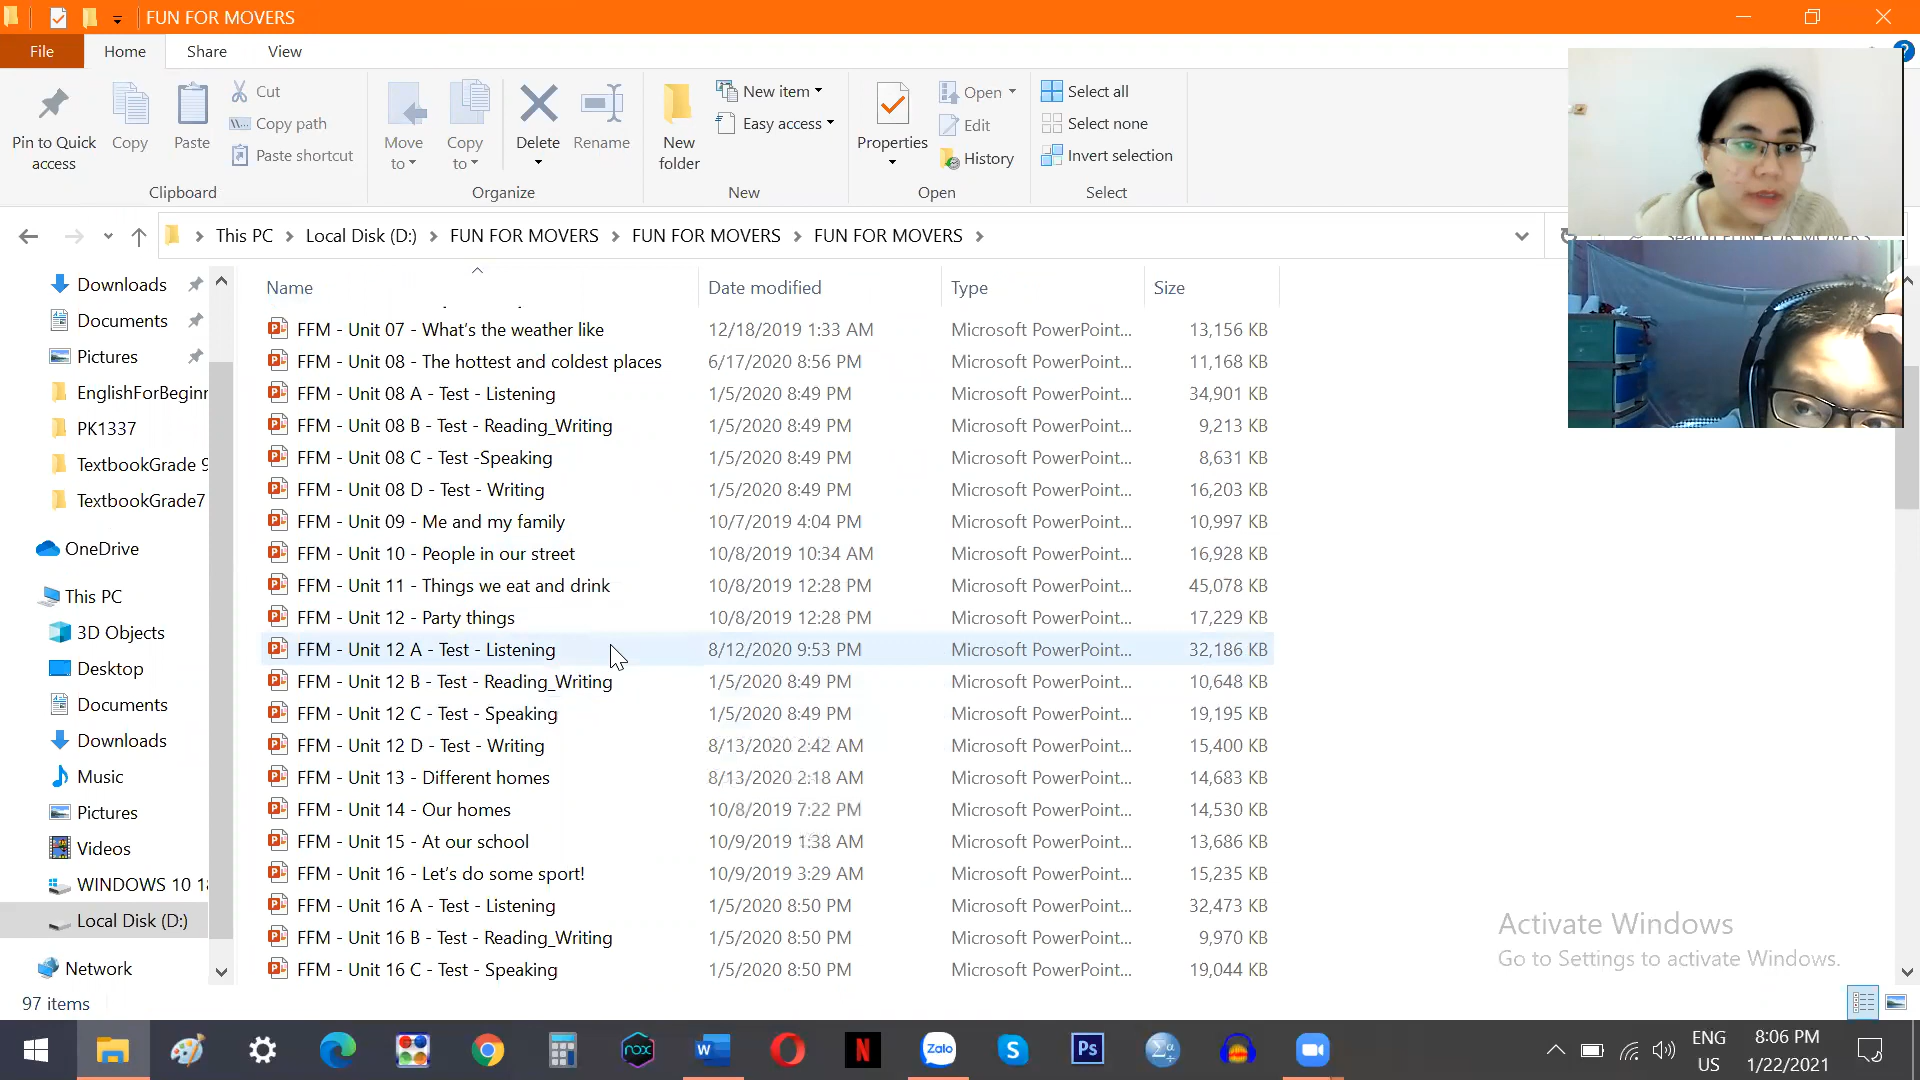 FUN FOR MOVERS
File Home Share View
Pin to Quick access
Copy
Paste
Cut
Copy path
Paste shortcut
Clipboard
Move to
Copy to
Delete
Rename
Organize
New folder
New item
Easy access
New
Properties
Open
Edit
History
Open
Select all
Select none
Invert selection
Select
This PC > Local Disk (D:) > FUN FOR MOVERS > FUN FOR MOVERS > FUN FOR MOVERS >
Downloads
Documents
Pictures
EnglishForBeginr
PK1337
TextbookGrade 9
TextbookGrade7
OneDrive
This PC
3D Objects
Desktop
Documents
Downloads
Music
Pictures
Videos
WINDOWS 10 18
Local Disk (D:)
Network
Name Date modified Type Size
FFM - Unit 07 - What's the weather like 12/18/2019 1:33 AM Microsoft PowerPoint... 13,156 KB
FFM - Unit 08 - The hottest and coldest places 6/17/2020 8:56 PM Microsoft PowerPoint... 11,168 KB
FFM - Unit 08 A - Test - Listening 1/5/2020 8:49 PM Microsoft PowerPoint... 34,901 KB
FFM - Unit 08 B - Test - Reading_Writing 1/5/2020 8:49 PM Microsoft PowerPoint... 9,213 KB
FFM - Unit 08 C - Test -Speaking 1/5/2020 8:49 PM Microsoft PowerPoint... 8,631 KB
FFM - Unit 08 D - Test - Writing 1/5/2020 8:49 PM Microsoft PowerPoint... 16,203 KB
FFM - Unit 09 - Me and my family 10/7/2019 4:04 PM Microsoft PowerPoint... 10,997 KB
FFM - Unit 10 - People in our street 10/8/2019 10:34 AM Microsoft PowerPoint... 16,928 KB
FFM - Unit 11 - Things we eat and drink 10/8/2019 12:28 PM Microsoft PowerPoint... 45,078 KB
FFM - Unit 12 - Party things 10/8/2019 12:28 PM Microsoft PowerPoint... 17,229 KB
FFM - Unit 12 A - Test - Listening 8/12/2020 9:53 PM Microsoft PowerPoint... 32,186 KB
FFM - Unit 12 B - Test - Reading_Writing 1/5/2020 8:49 PM Microsoft PowerPoint... 10,648 KB
FFM - Unit 12 C - Test - Speaking 1/5/2020 8:49 PM Microsoft PowerPoint... 19,195 KB
FFM - Unit 12 D - Test - Writing 8/13/2020 2:42 AM Microsoft PowerPoint... 15,400 KB
FFM - Unit 13 - Different homes 8/13/2020 2:18 AM Microsoft PowerPoint... 14,683 KB
FFM - Unit 14 - Our homes 10/8/2019 7:22 PM Microsoft PowerPoint... 14,530 KB
FFM - Unit 15 - At our school 10/9/2019 1:38 AM Microsoft PowerPoint... 13,686 KB
FFM - Unit 16 - Let's do some sport! 10/9/2019 3:29 AM Microsoft PowerPoint... 15,235 KB
FFM - Unit 16 A - Test - Listening 1/5/2020 8:50 PM Microsoft PowerPoint... 32,473 KB
FFM - Unit 16 B - Test - Reading_Writing 1/5/2020 8:50 PM Microsoft PowerPoint... 9,970 KB
FFM - Unit 16 C - Test - Speaking 1/5/2020 8:50 PM Microsoft PowerPoint... 19,044 KB
Activate Windows
Go to Settings to activate Windows.
97 items
nox
W
N
Zalo
S
Ps
Σα
ENG
US
8:06 PM
1/22/2021